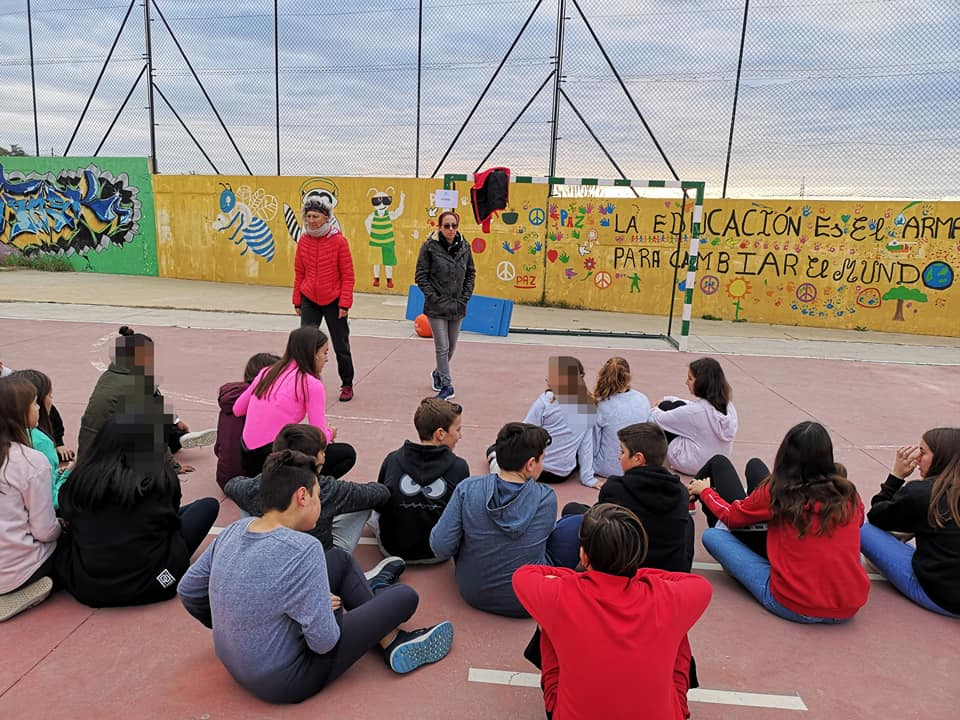 PAZ
LA EDUCACIÓN ES EL ARMA
PARA CAMBIAR EL MUNDO
PAZ